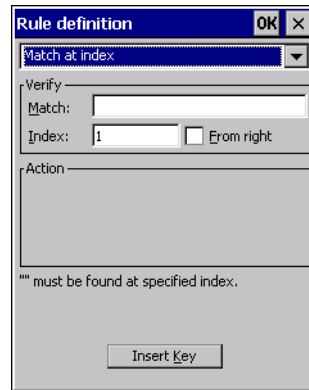 Rule definition OK ×
Match at index
Verify
Match:
Index: 1 From right
Action
"" must be found at specified index.
Insert Key